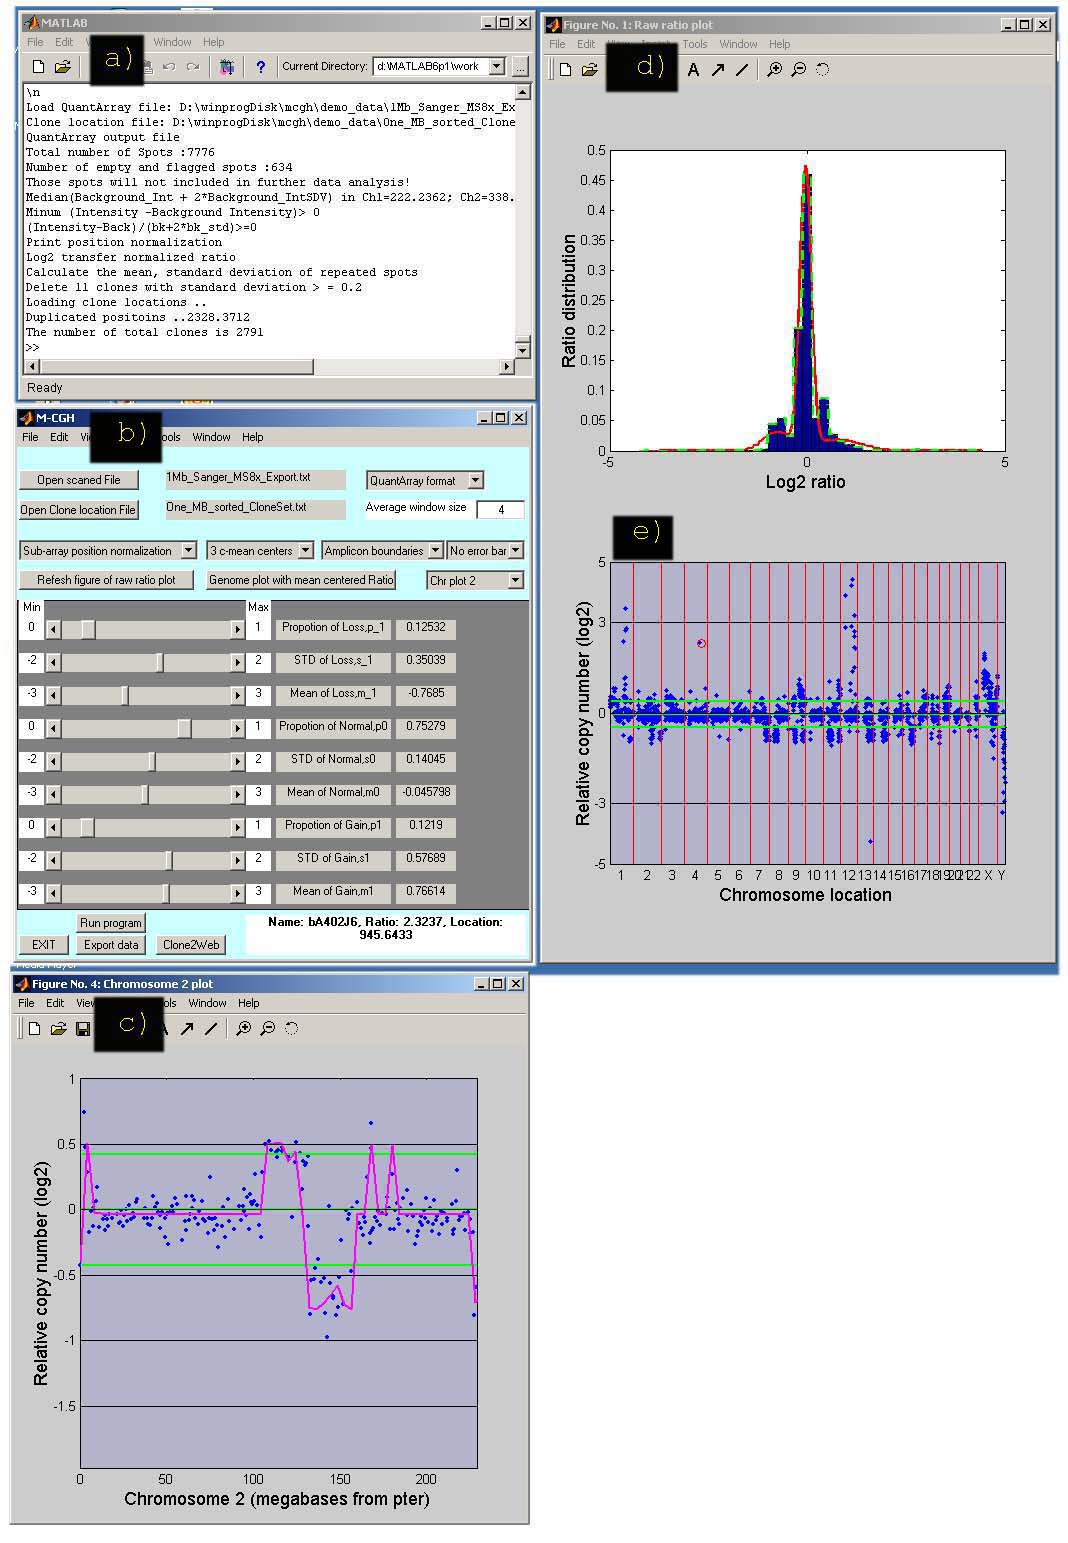 MATLAB
File Edit Window Help
a)
Current Directory: d:\MATLAB6p1\work
\n
Load QuantArray file: D:\winprogDisk\mcgh\demo_data\1Mb_Sanger_MS8x_Ex
Clone location file: D:\winprogDisk\mcgh\demo_data\One_MB_sorted_Clone
QuantArray output file
Total number of Spots :7776
Number of empty and flagged spots :634
Those spots will not included in further data analysis!
Median(Background_Int + 2*Background_IntSDV) in Ch1=222.2362; Ch2=338.
Minum (Intensity -Background Intensity)> 0
(Intensity-Back)/(bk+2*bk_std)>=0
Print position normalization
Log2 transfer normalized ratio
Calculate the mean, standard deviation of repeated spots
Delete 11 clones with standard deviation > = 0.2
Loading clone locations ..
Duplicated positoins ..2328.3712
The number of total clones is 2791
>>
Ready
M-CGH
File Edit Vi ools Window Help
b)
Open scaned File 1Mb_Sanger_MS8x_Export.txt QuantArray format
Open Clone location File One_MB_sorted_CloneSet.txt Average window size 4
Sub-array position normalization 3 c-mean centers Amplicon boundaries No error bar
Refesh figure of raw ratio plot Genome plot with mean centered Ratio Chr plot 2
Min Max
0 1 Propotion of Loss,p_1 0.12532
-2 2 STD of Loss,s_1 0.35039
-3 3 Mean of Loss,m_1 -0.7685
0 1 Propotion of Normal,p0 0.75279
-2 2 STD of Normal,s0 0.14045
-3 3 Mean of Normal,m0 -0.045798
0 1 Propotion of Gain,p1 0.1219
-2 2 STD of Gain,s1 0.57689
-3 3 Mean of Gain,m1 0.76614
Run program
EXIT Export data Clone2Web
Name: bA402J6, Ratio: 2.3237, Location:
945.6433
Figure No. 4: Chromosome 2 plot
File Edit Vie ols Window Help
c)
1
0.5
0
-0.5
-1
-1.5
0 50 100 150 200
Relative copy number (log2)
Chromosome 2 (megabases from pter)
Figure No. 1: Raw ratio plot
File Edit Tools Window Help
d)
A
0.5
0.45
0.4
0.35
0.3
0.25
0.2
0.15
0.1
0.05
0
-5 0 5
Ratio distribution
Log2 ratio
e)
5
3
0
-3
-5
Relative copy number (log2)
1 2 3 4 5 6 7 8 9 10 11 12 13 14 15 16 17 18 19 20 21 22 X Y
Chromosome location